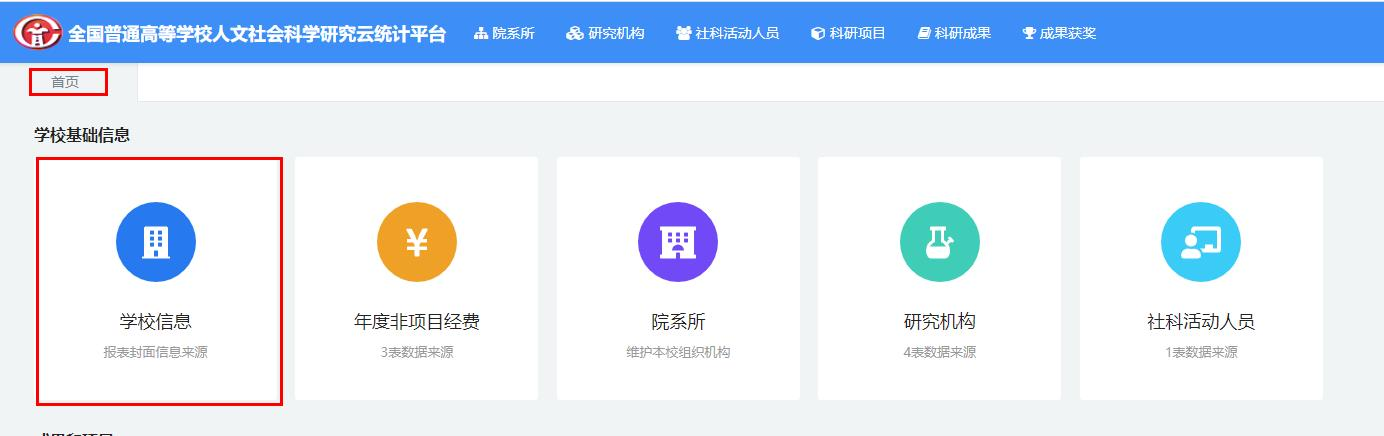 全国普通高等学校人文社会科学研究云统计平台 院系所 研究机构 社科活动人员 科研项目 科研成果 成果获奖
首页
学校基础信息
学校信息 年度非项目经费 院系所 研究机构 社科活动人员
报表封面信息来源 3表数据来源 维护本校组织机构 4表数据来源 1表数据来源